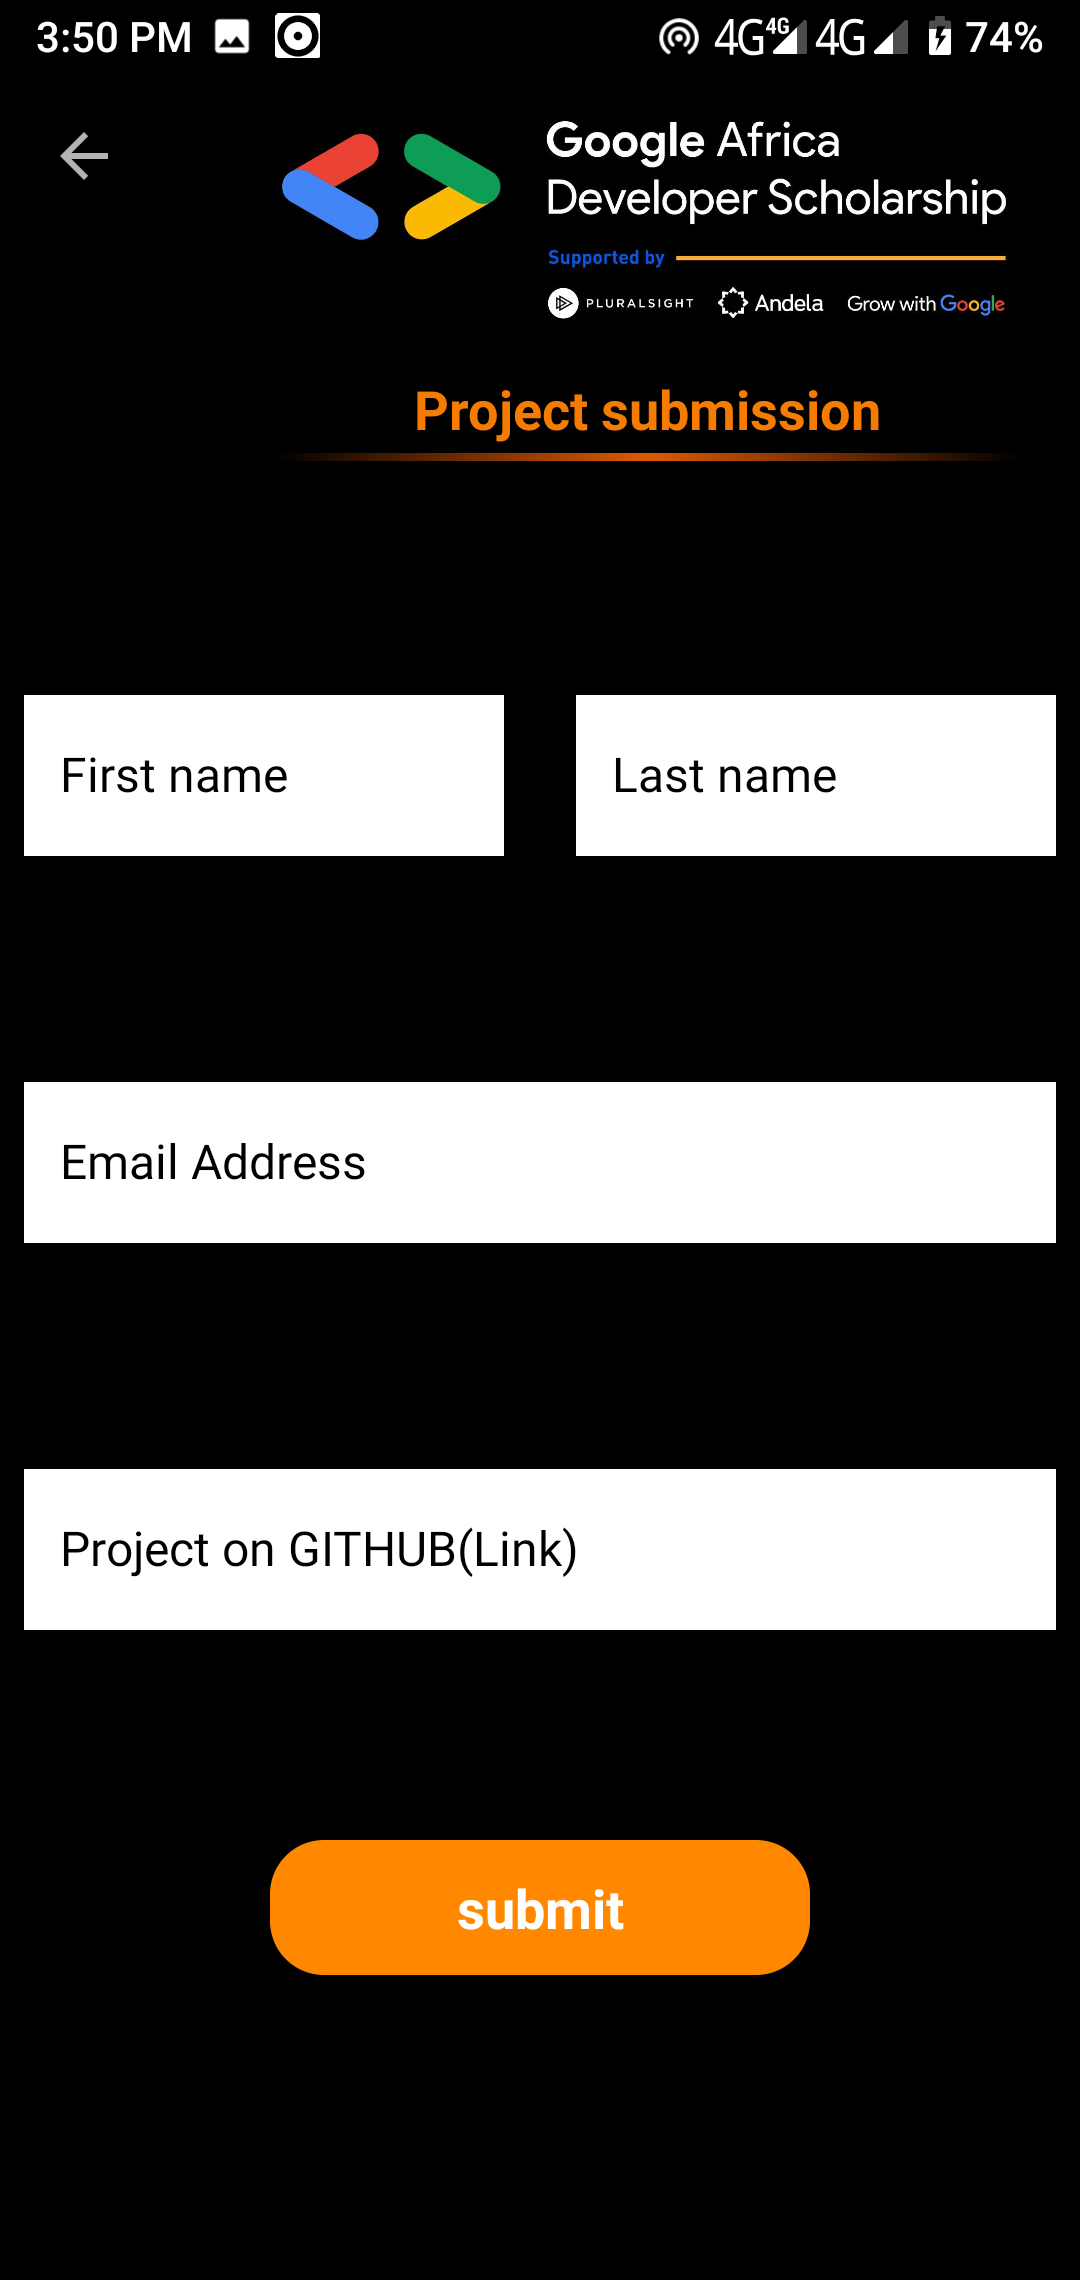 3:50 PM 4G 4G 4G 74%
Google Africa
Developer Scholarship
Supported by
PLURALSIGHT Andela Grow with Google
Project submission
First name Last name
Email Address
Project on GITHUB(Link)
submit